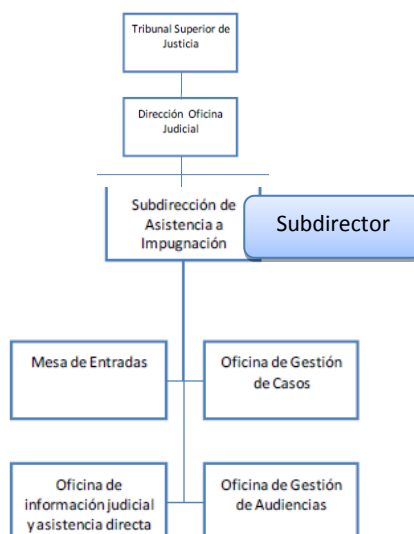 Tribunal Superior de
Justicia
Dirección Oficina
Judicial
Subdirección de
Asistencia a
Impugnación
Subdirector
Mesa de Entradas
Oficina de Gestión
de Casos
Oficina de
información judicial
y asistencia directa
Oficina de Gestión
de Audiencias